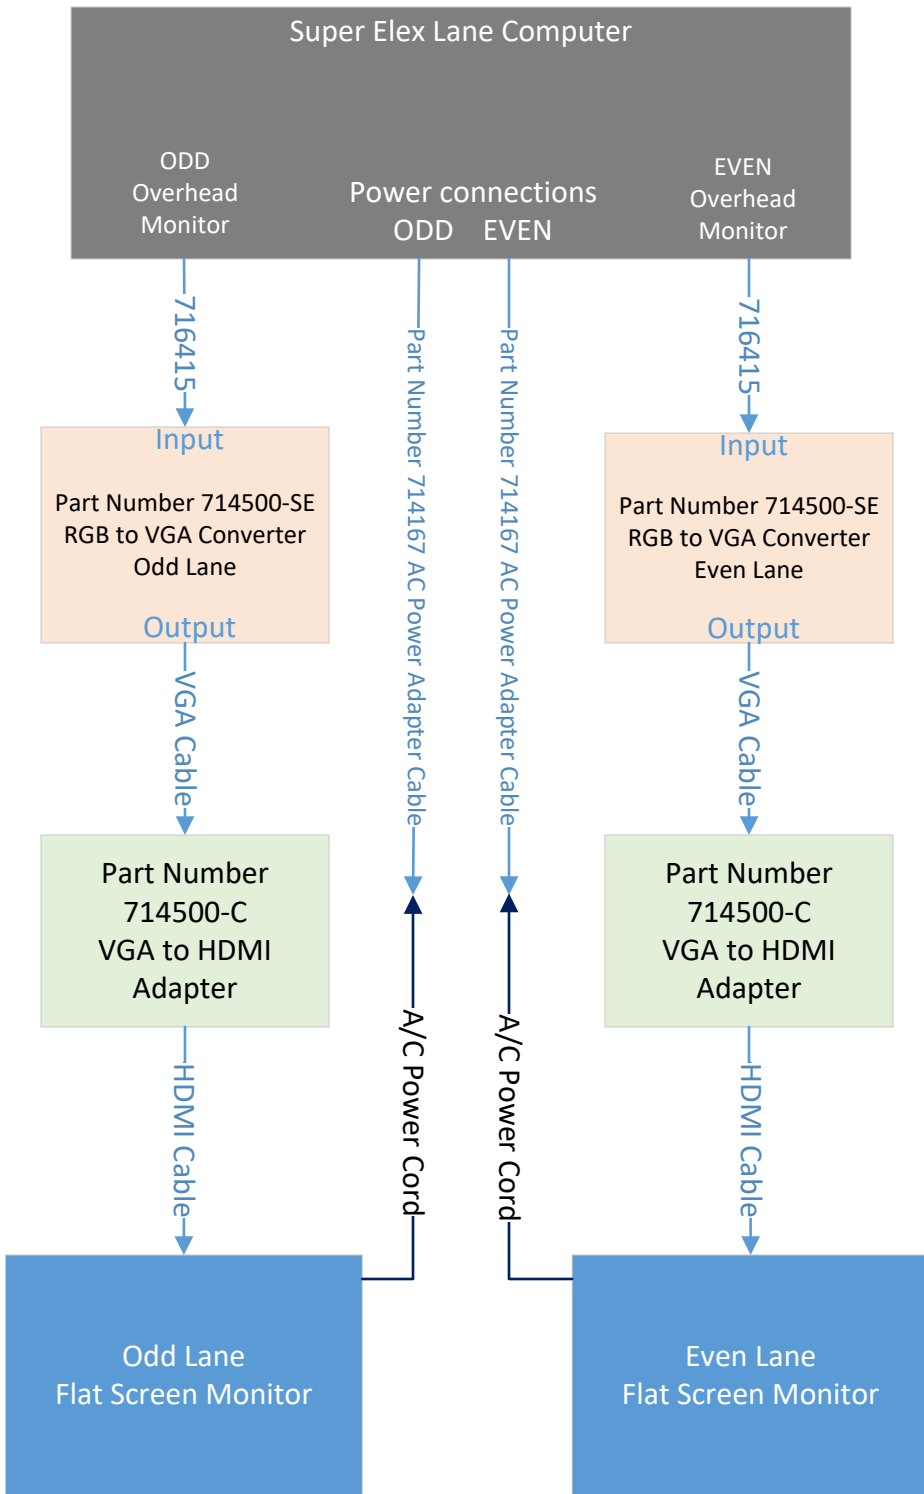 Super Elex Lane Computer
ODD
Overhead
Monitor
Power connections
ODD EVEN
EVEN
Overhead
Monitor
716415
Part Number 714167 AC Power Adapter Cable
Part Number 714167 AC Power Adapter Cable
716415
Input
Part Number 714500-SE
RGB to VGA Converter
Odd Lane
Output
Input
Part Number 714500-SE
RGB to VGA Converter
Even Lane
Output
VGA Cable
VGA Cable
Part Number
714500-C
VGA to HDMI
Adapter
Part Number
714500-C
VGA to HDMI
Adapter
HDMI Cable
A/C Power Cord
A/C Power Cord
HDMI Cable
Odd Lane
Flat Screen Monitor
Even Lane
Flat Screen Monitor